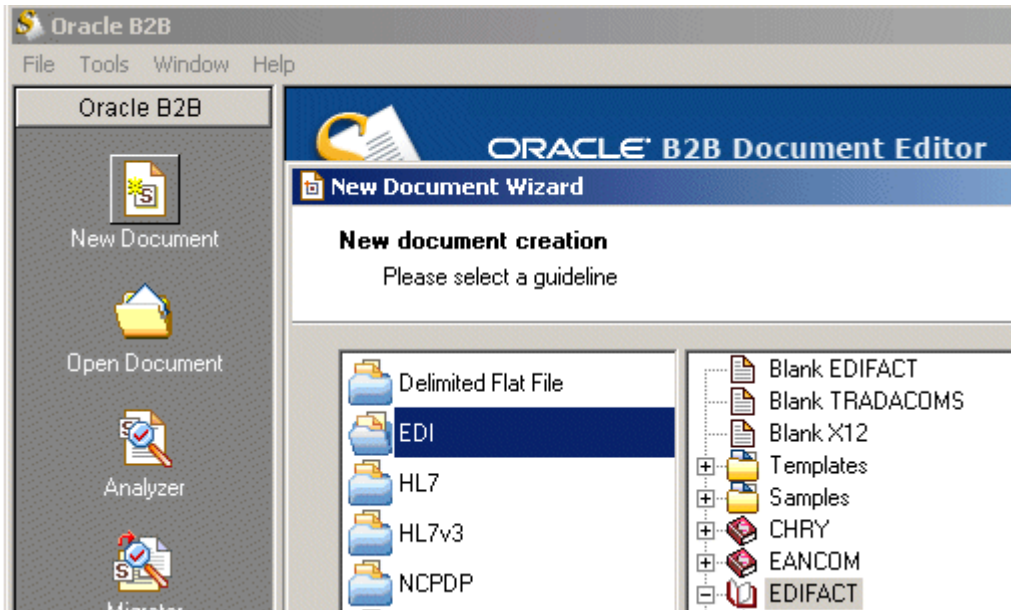 Oracle B2B
File Tools Window Help
Oracle B2B
New Document
Open Document
Analyzer
Migrator
ORACLE B2B Document Editor
New Document Wizard
New document creation
Please select a guideline
Delimited Flat File
EDI
HL7
HL7v3
NCPDP
Blank EDIFACT
Blank TRADACOMS
Blank X12
Templates
Samples
CHRY
EANCOM
EDIFACT